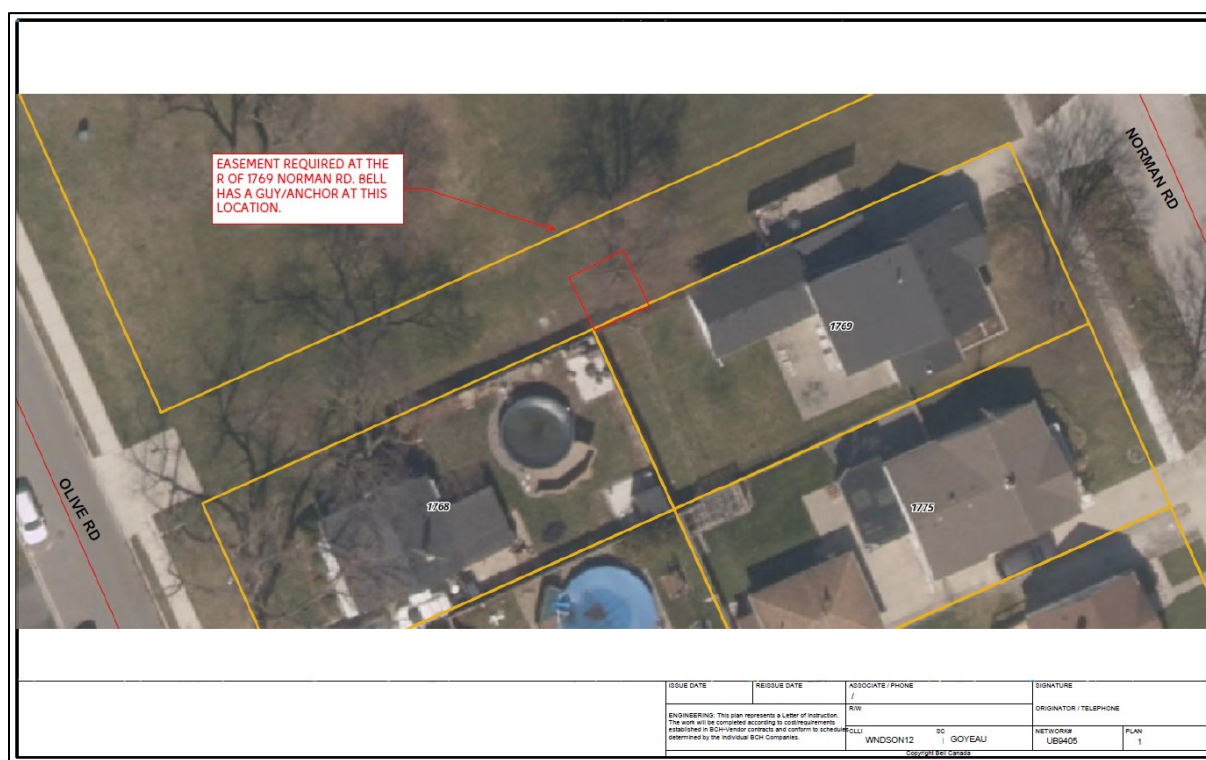 EASEMENT REQUIRED AT THE
R OF 1769 NORMAN RD. BELL
HAS A GUY/ANCHOR AT THIS
LOCATION.
NORMAN RD
1769
OLIVE RD
1768
1775
ISSUE DATE
REISSUE DATE
ASSOCIATE / PHONE
/
SIGNATURE
ENGINEERING: This plan represents a Letter of Instruction.
The work will be completed according to cost/requirements
established in BCH-Vendor contracts and conform to schedules
determined by the individual BCH Companies.
R/W
ORIGINATOR / TELEPHONE
CLLI
WNDSON12
SC
GOYEAU
NETWORK#
UB9405
PLAN
1
Copyright Bell Canada